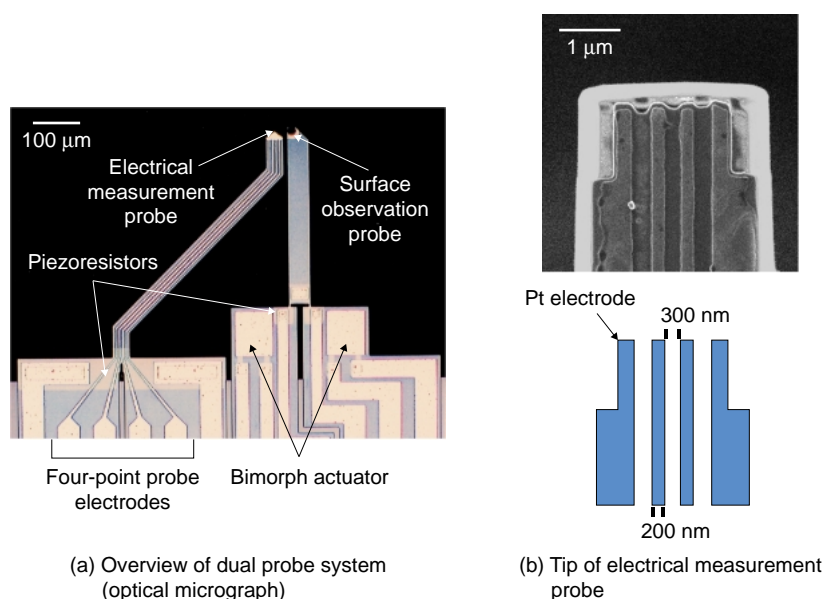 100 μm
Electrical
measurement
probe
Surface
observation
probe
Piezoresistors
Four-point probe
electrodes
Bimorph actuator
(a) Overview of dual probe system
(optical micrograph)
1 μm
Pt electrode
300 nm
200 nm
(b) Tip of electrical measurement
probe